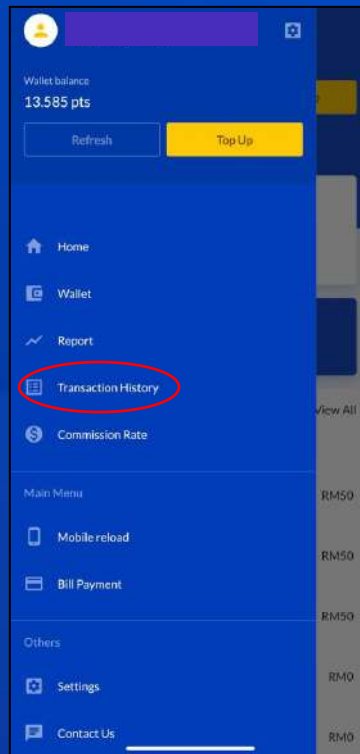 Wallet balance
13.585 pts
Refresh
Top Up
Home
Wallet
Report
Transaction History
Commission Rate
View All
Main Menu
RM50
Mobile reload
RM50
Bill Payment
RM50
Others
RM0
Settings
Contact Us
RM0